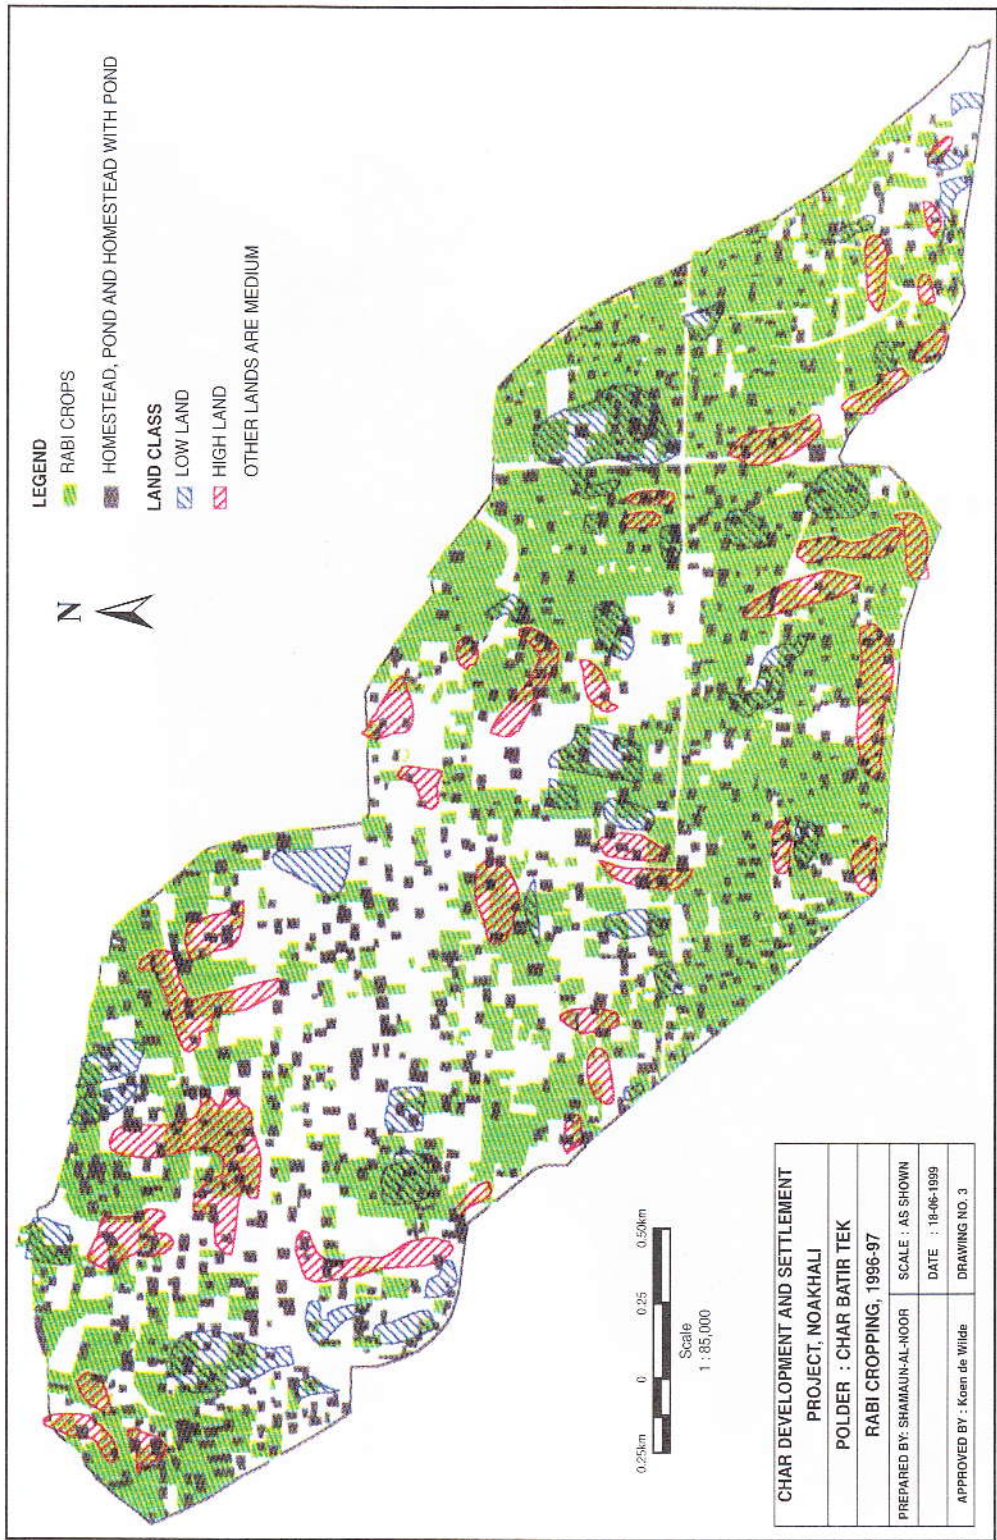 LEGEND
RABI CROPS
HOMESTEAD, POND AND HOMESTEAD WITH POND
LAND CLASS
LOW LAND
HIGH LAND
OTHER LANDS ARE MEDIUM
N
0.25km 0 0.25 0.50km
Scale
1 : 85,000
CHAR DEVELOPMENT AND SETTLEMENT
PROJECT, NOAKHALI
POLDER : CHAR BATIR TEK
RABI CROPPING, 1996-97
PREPARED BY: SHAMAUN-AL-NOOR SCALE : AS SHOWN
DATE : 18-06-1999
APPROVED BY : Koen de Wilde DRAWING NO. 3